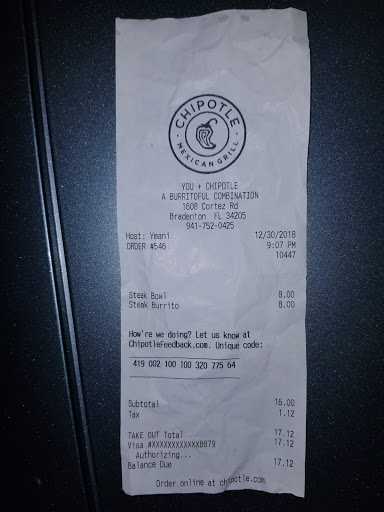 CHIPOTLE
MEXICAN GRILL
YOU + CHIPOTLE
A BURRITOFUL COMBINATION
1608 Cortez Rd
Bradenton FL 34205
941-752-0425
Host: Ymani 12/30/2018
ORDER #546 9:07 PM
10447
Steak Bowl 8.00
Steak Burrito 8.00
How're we doing? Let us know at
ChipotleFeedback.com. Unique code:
419 002 100 100 320 775 64
Subtotal 16.00
Tax 1.12
TAKE OUT Total 17.12
Visa #XXXXXXXXXXXX8879 17.12
Authorizing...
Balance Due 17.12
Order online at chipotle.com